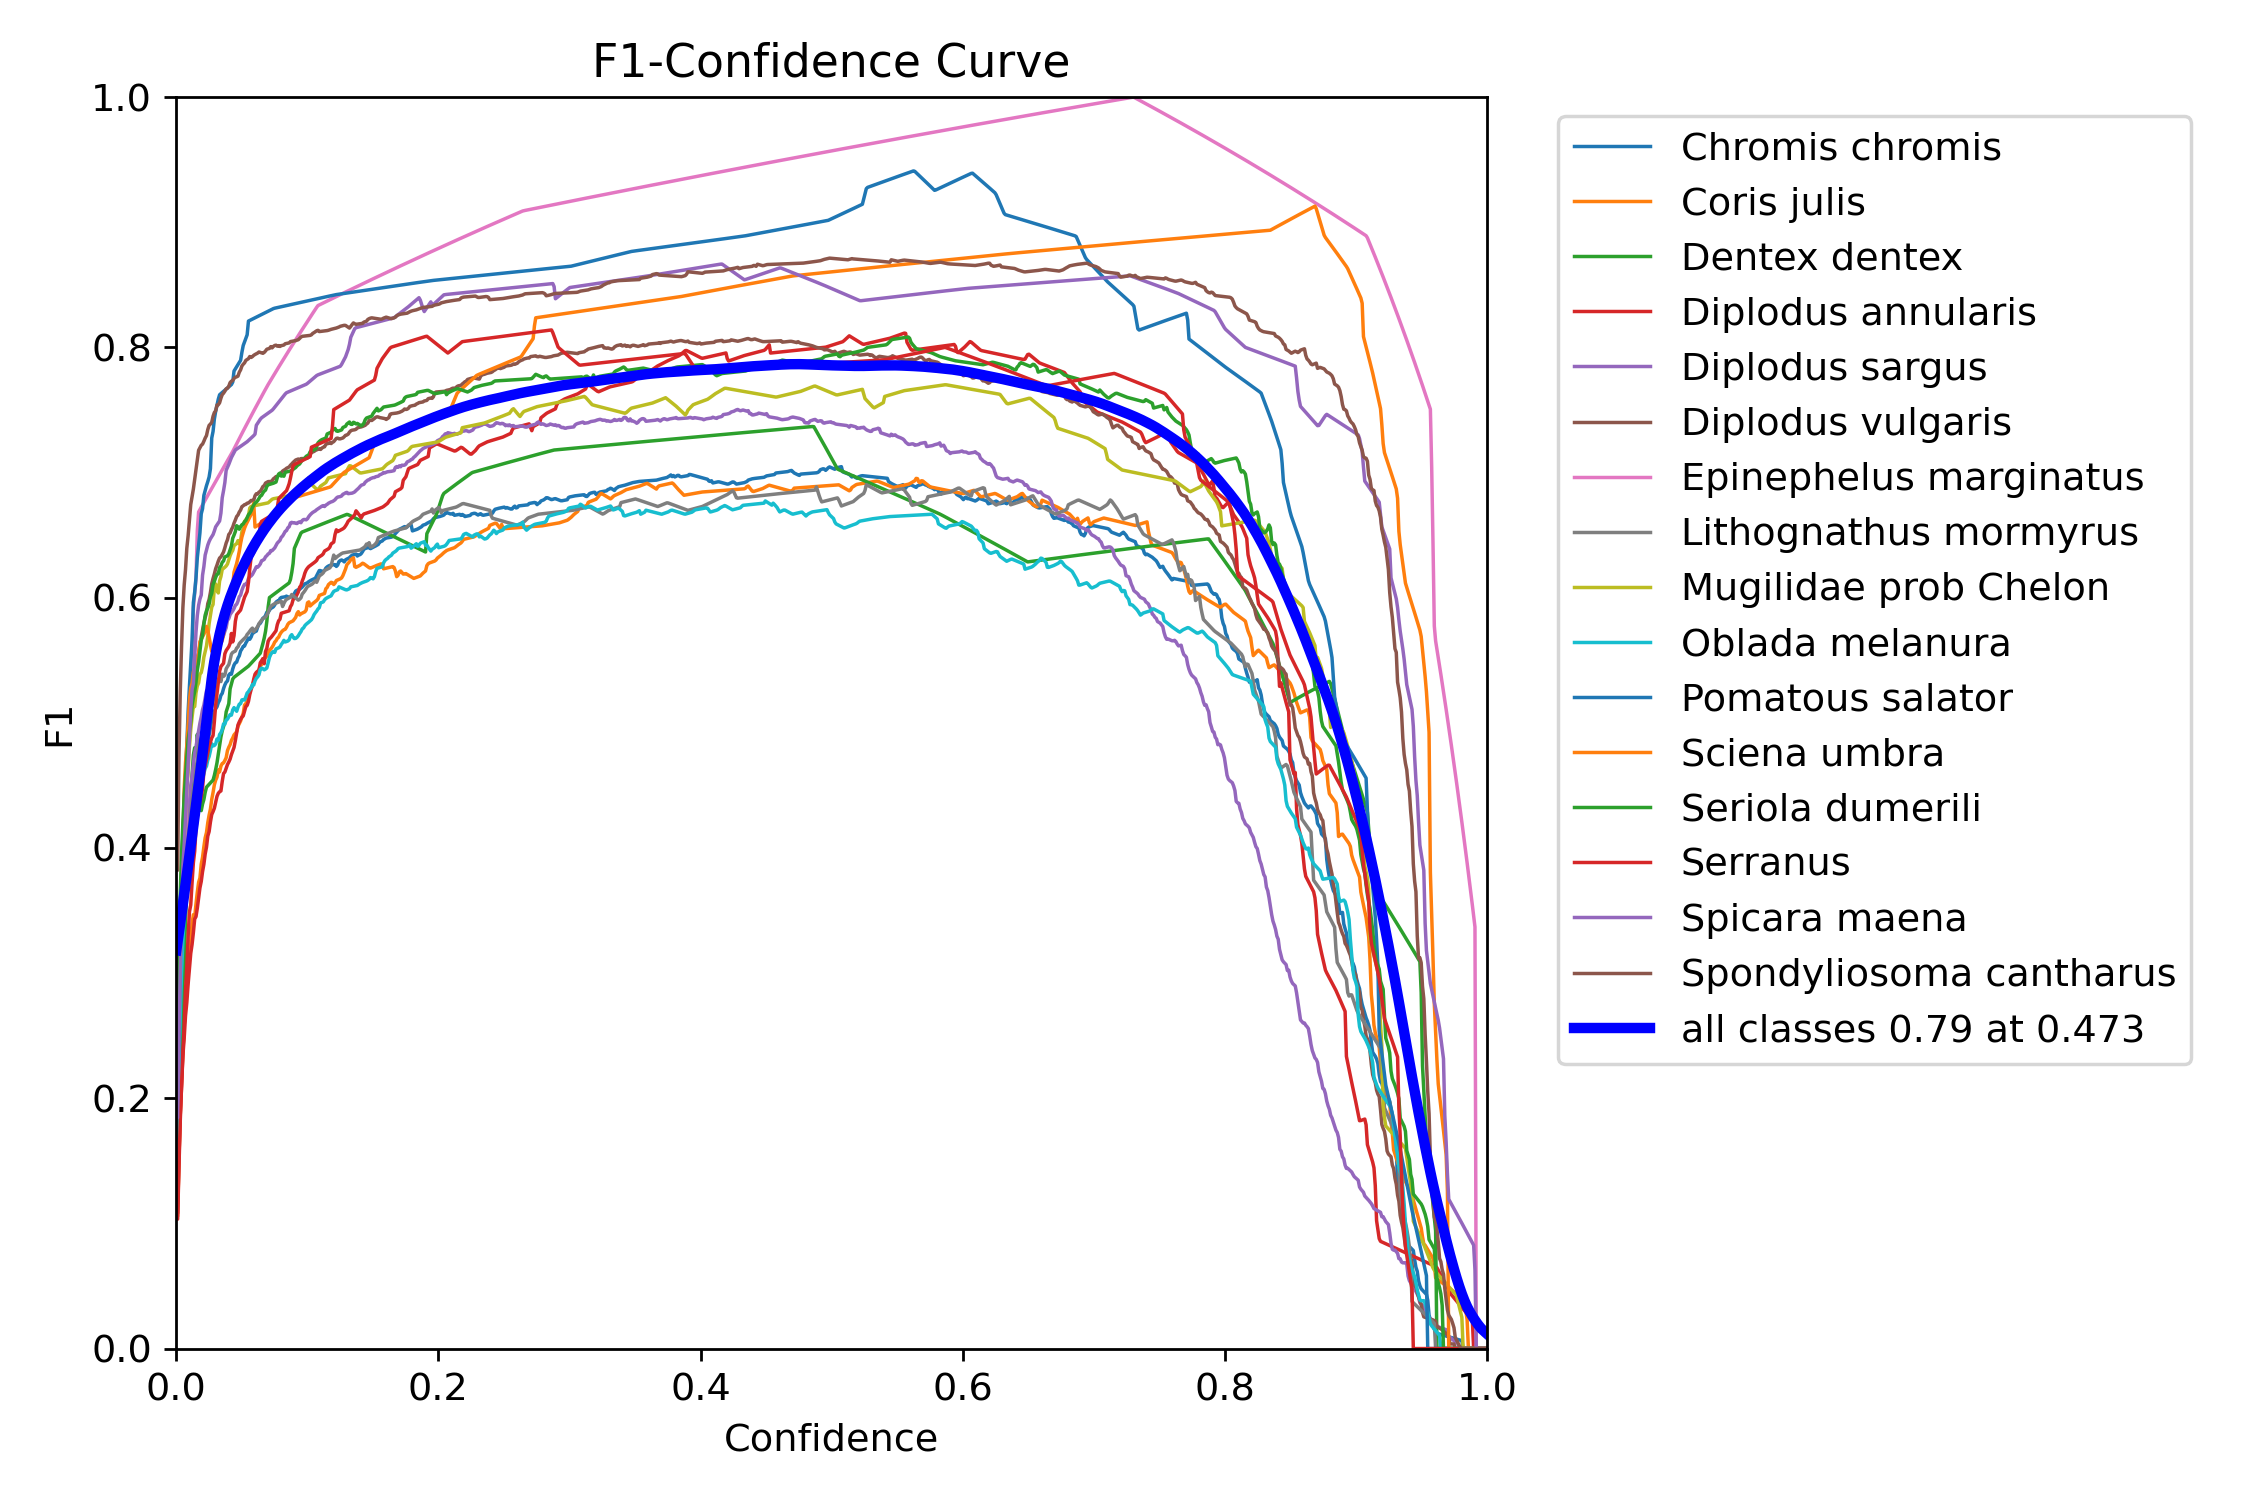 F1-Confidence Curve
1.0
0.8
0.6
0.4
0.2
0.0
F1
0.0 0.2 0.4 0.6 0.8 1.0
Confidence
Chromis chromis
Coris julis
Dentex dentex
Diplodus annularis
Diplodus sargus
Diplodus vulgaris
Epinephelus marginatus
Lithognathus mormyrus
Mugilidae prob Chelon
Oblada melanura
Pomatous salator
Sciena umbra
Seriola dumerili
Serranus
Spicara maena
Spondyliosoma cantharus
all classes 0.79 at 0.473